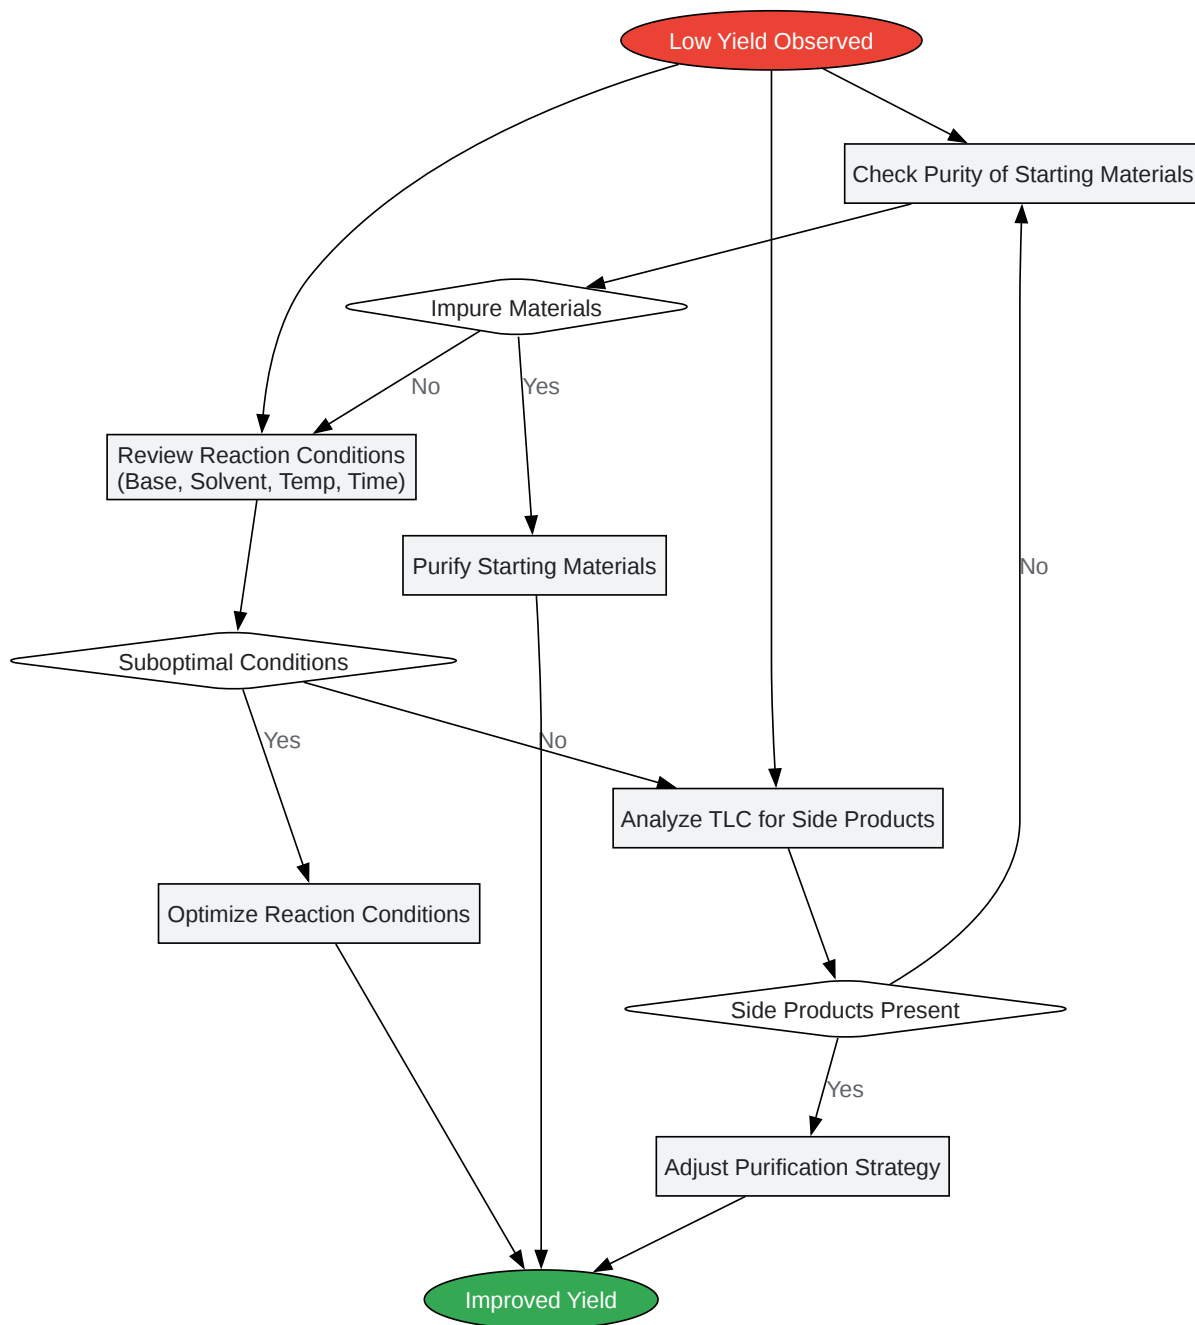 Low Yield Observed
Check Purity of Starting Materials
Impure Materials
No
Yes
Review Reaction Conditions
(Base, Solvent, Temp, Time)
Purify Starting Materials
No
Suboptimal Conditions
Yes
No
Analyze TLC for Side Products
Optimize Reaction Conditions
Side Products Present
Yes
Adjust Purification Strategy
Improved Yield